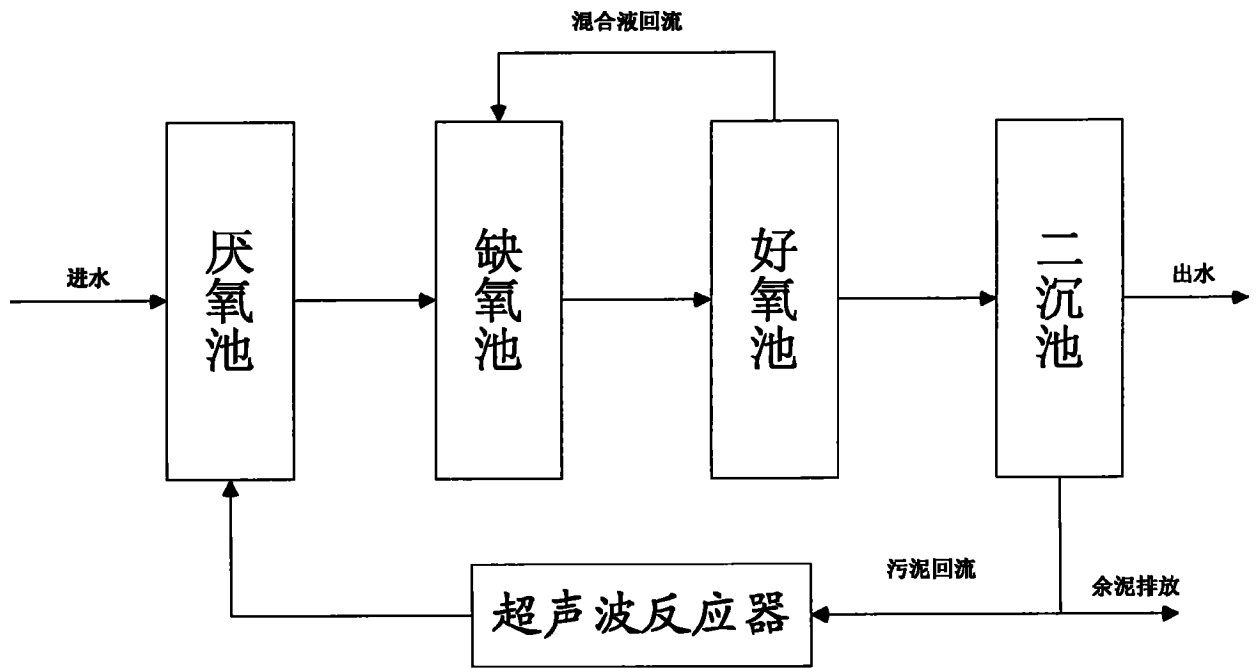 混合液回流
进水
厌氧池
缺氧池
好氧池
二沉池
出水
污泥回流
余泥排放
超声波反应器